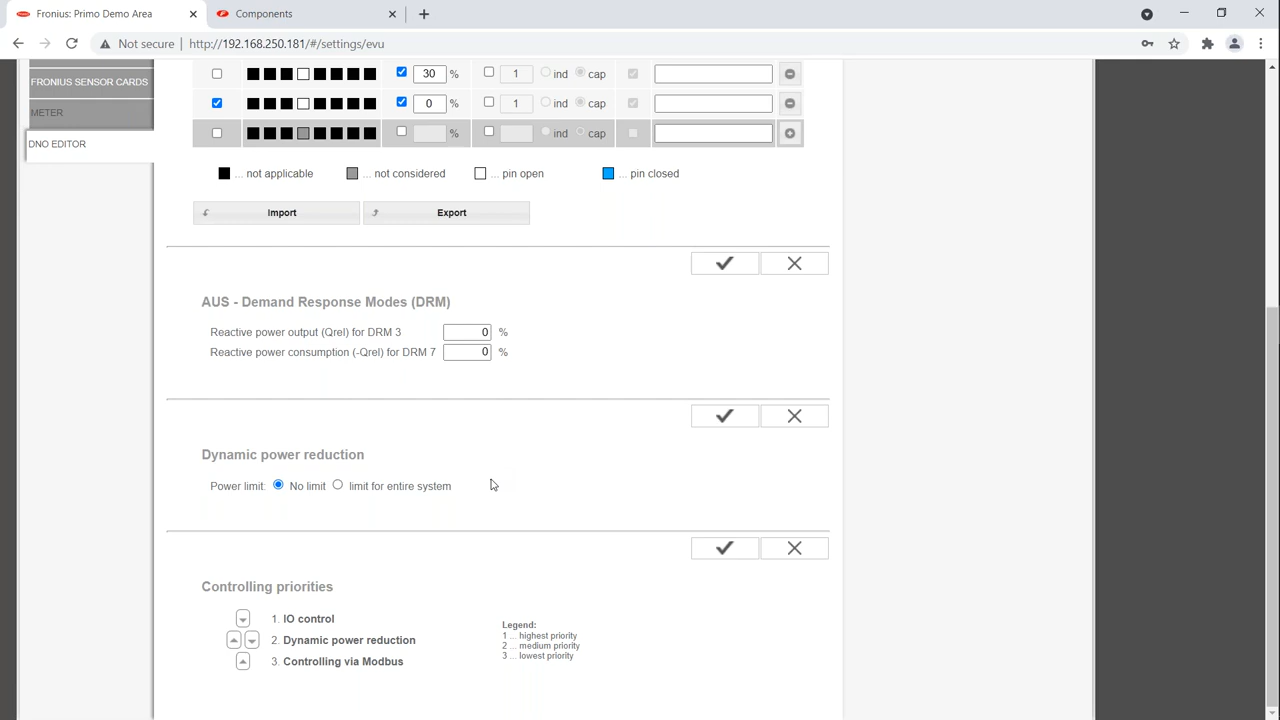 Fronius: Primo Demo Area
Components
Not secure http://192.168.250.181/#/settings/evu
FRONIUS SENSOR CARDS
METER
DNO EDITOR
30 % 1 ind cap
0 % 1 ind cap
% ind cap
... not applicable ... not considered ... pin open ... pin closed
Import Export
AUS - Demand Response Modes (DRM)
Reactive power output (Qrel) for DRM 3 0 %
Reactive power consumption (-Qrel) for DRM 7 0 %
Dynamic power reduction
Power limit: No limit limit for entire system
Controlling priorities
1. IO control
2. Dynamic power reduction
3. Controlling via Modbus
Legend:
1 ... highest priority
2 ... medium priority
3 ... lowest priority